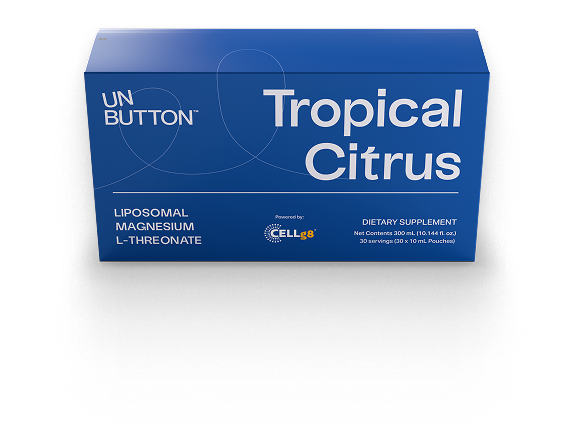 UN
BUTTON™
Tropical
Citrus
LIPOSOMAL
MAGNESIUM
L-THREONATE
Powered by:
CELLg8®
DIETARY SUPPLEMENT
Net Contents 300 mL (10.144 fl. oz.)
30 servings (30 x 10 mL Pouches)